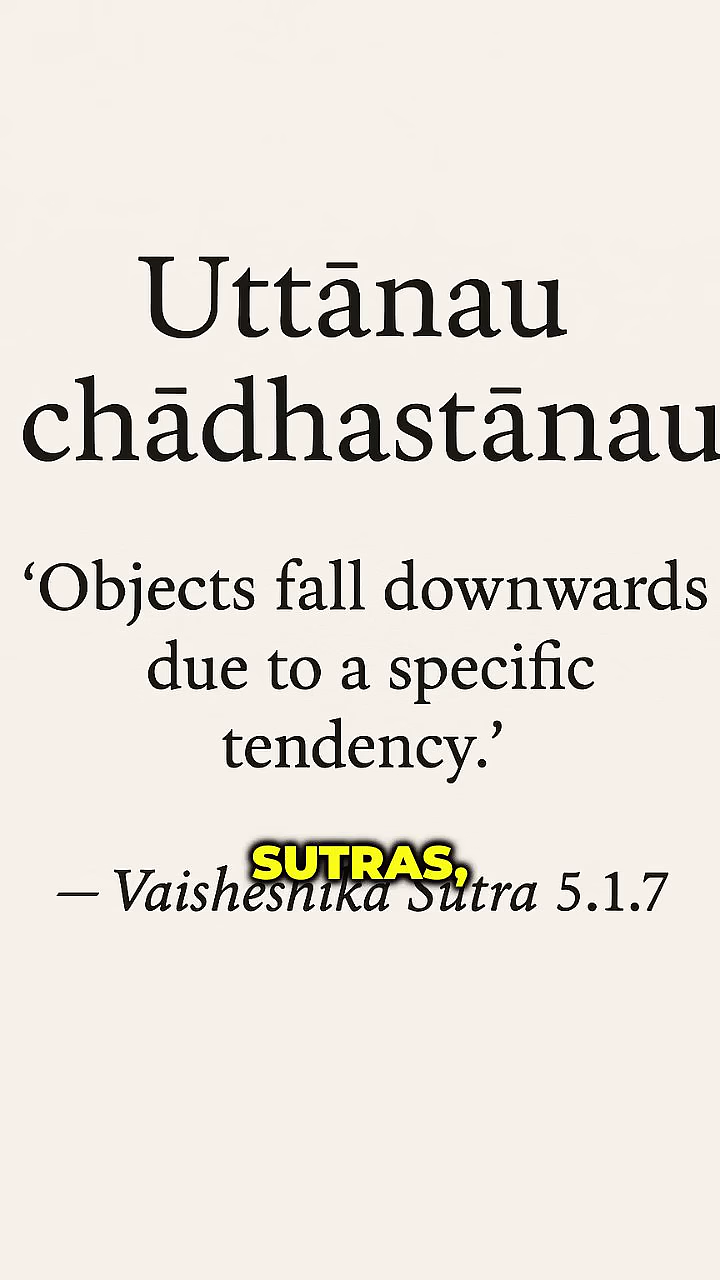 Uttānau
chādhastānau
‘Objects fall downwards
due to a specific
tendency.’
SUTRAS,
— Vaisheshika Sutra 5.1.7